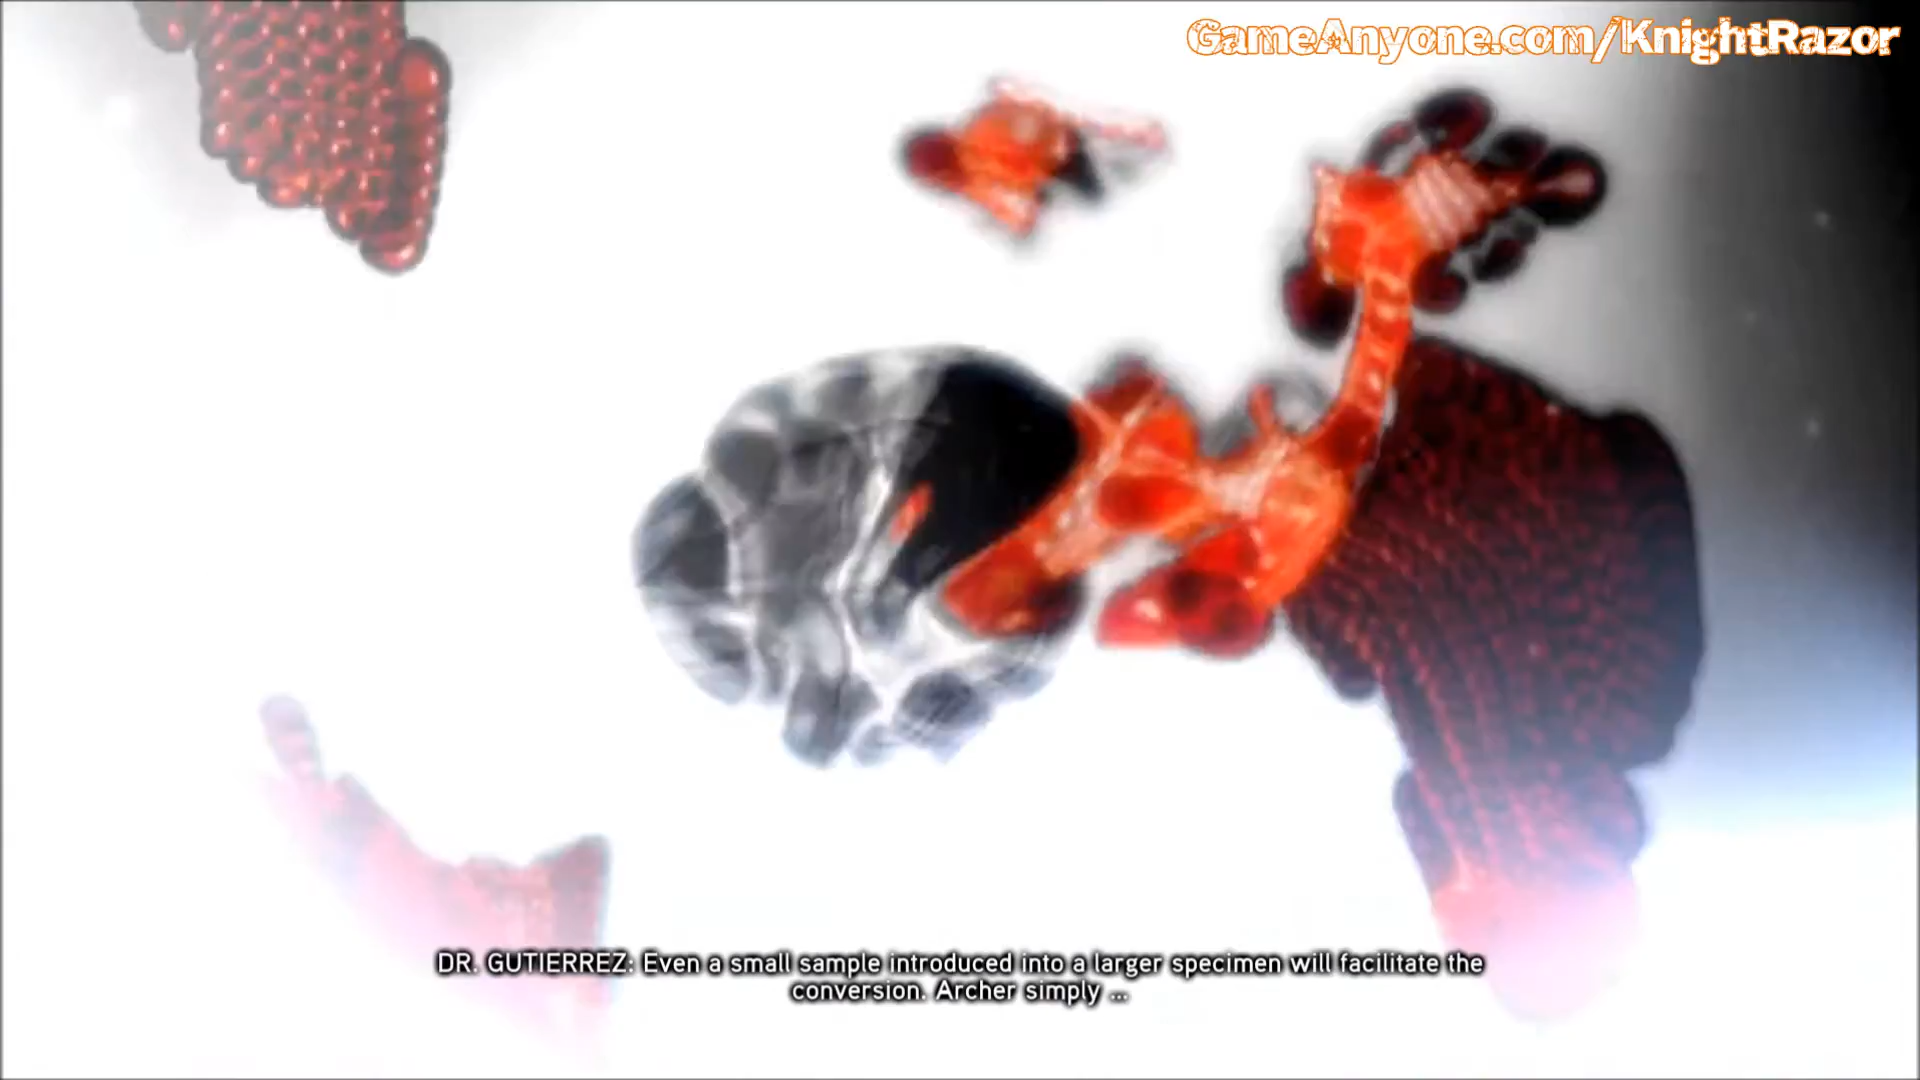 GameAnyone.com/KnightRazor
DR. GUTIERREZ: Even a small sample introduced into a larger specimen will facilitate the
conversion. Archer simply ...